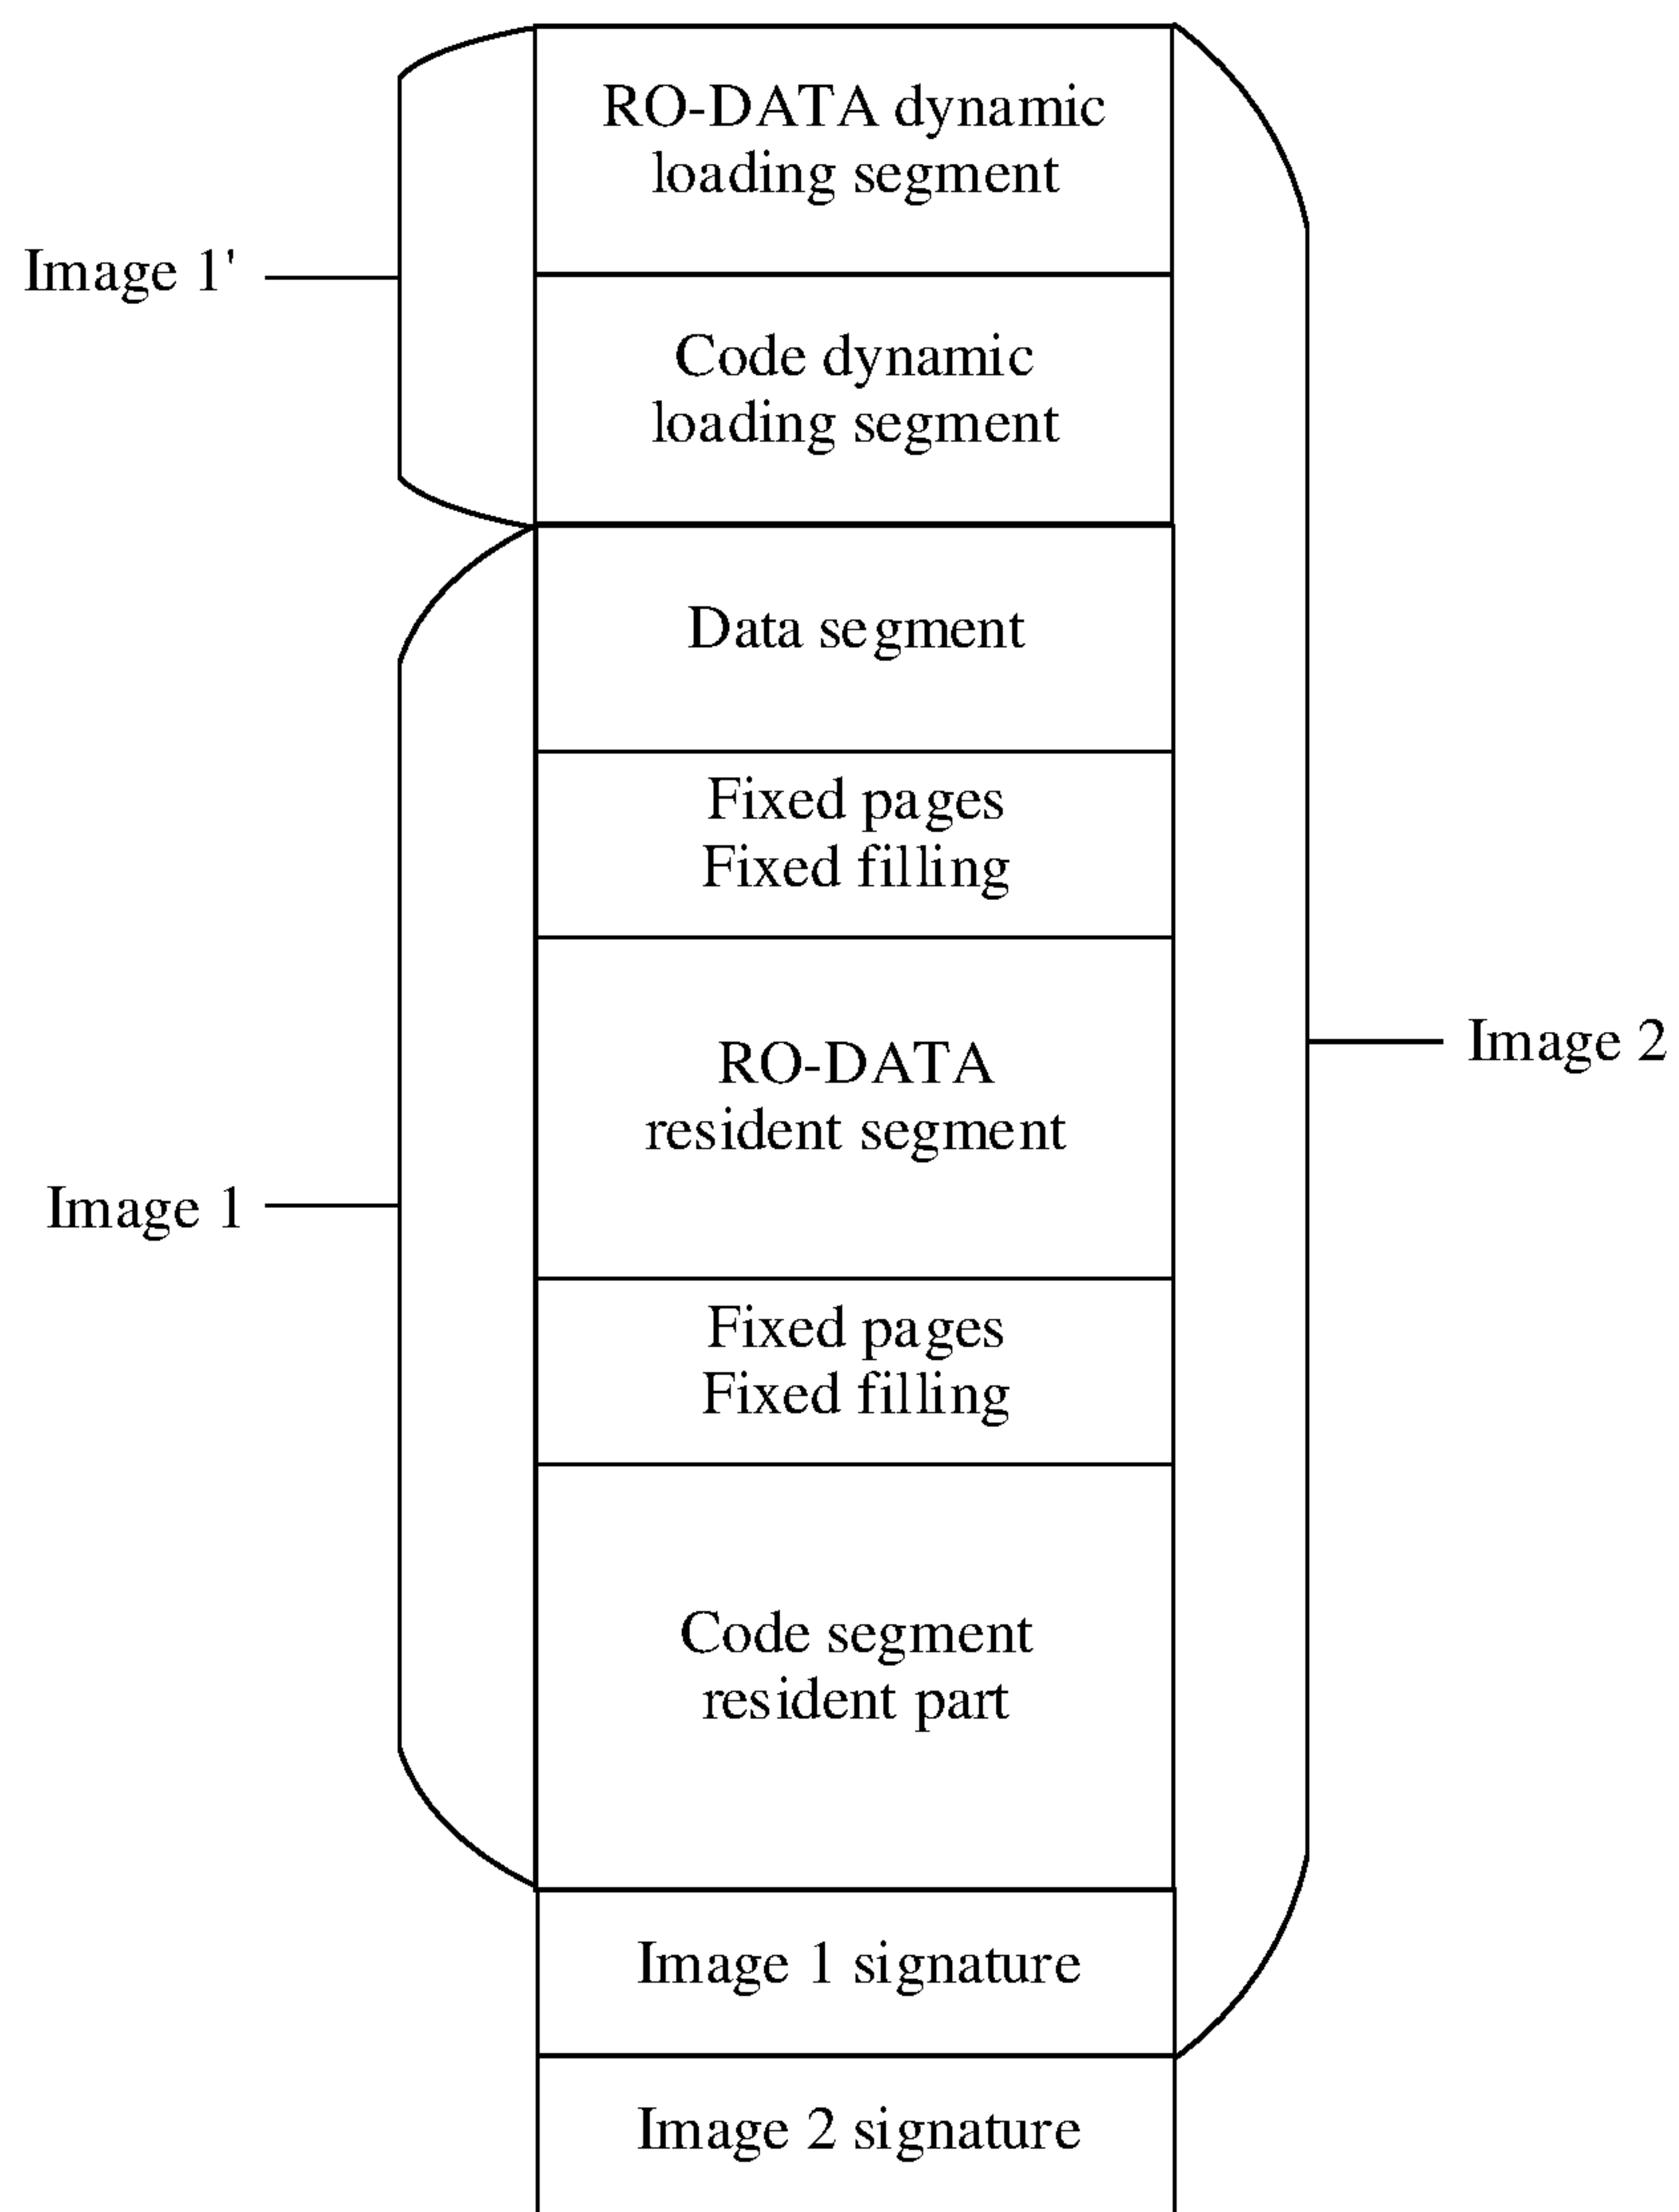 RO-DATA dynamic
loading segment
Image 1'
Code dynamic
loading segment
Data segment
Fixed pages
Fixed filling
RO-DATA
resident segment
Image 2
Image 1
Fixed pages
Fixed filling
Code segment
resident part
Image 1 signature
Image 2 signature